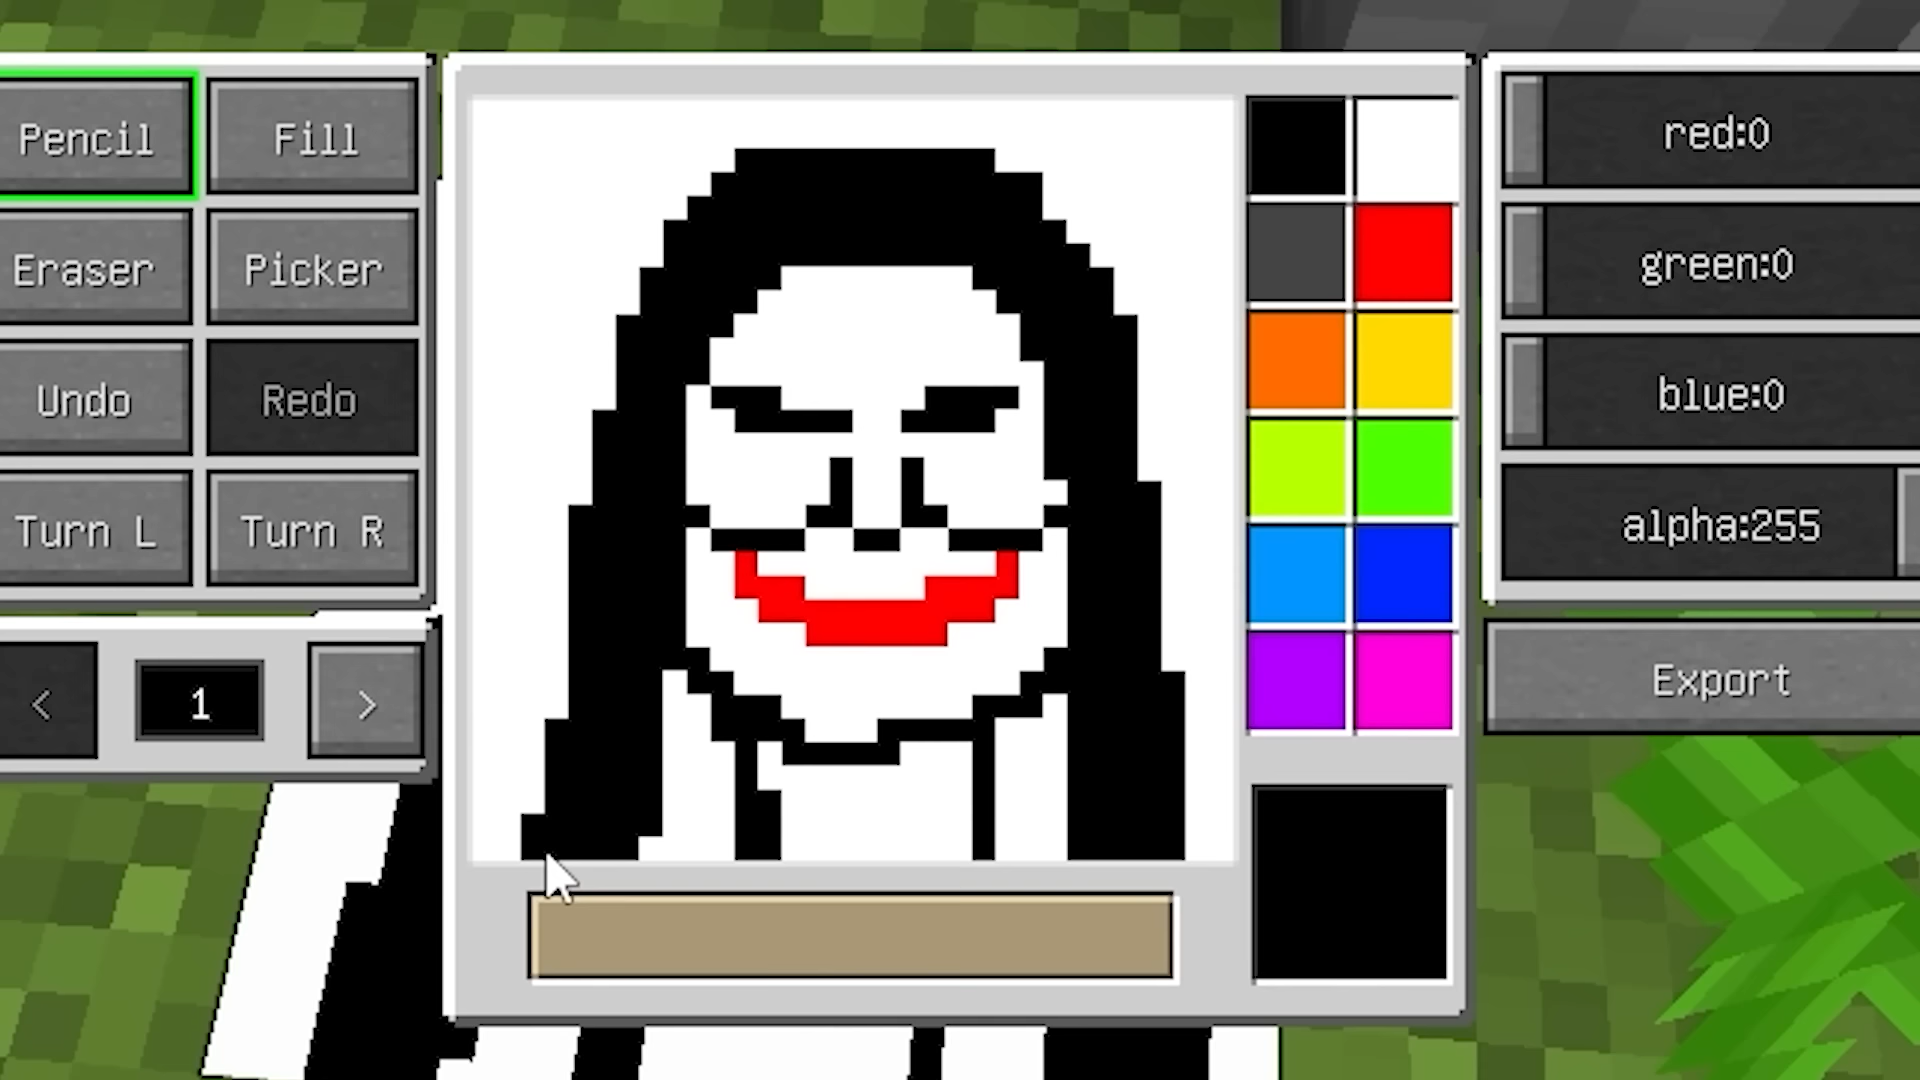 Pencil Fill
Eraser Picker
Undo Redo
Turn L Turn R
< 1 >
red:0
green:0
blue:0
alpha:255
Export